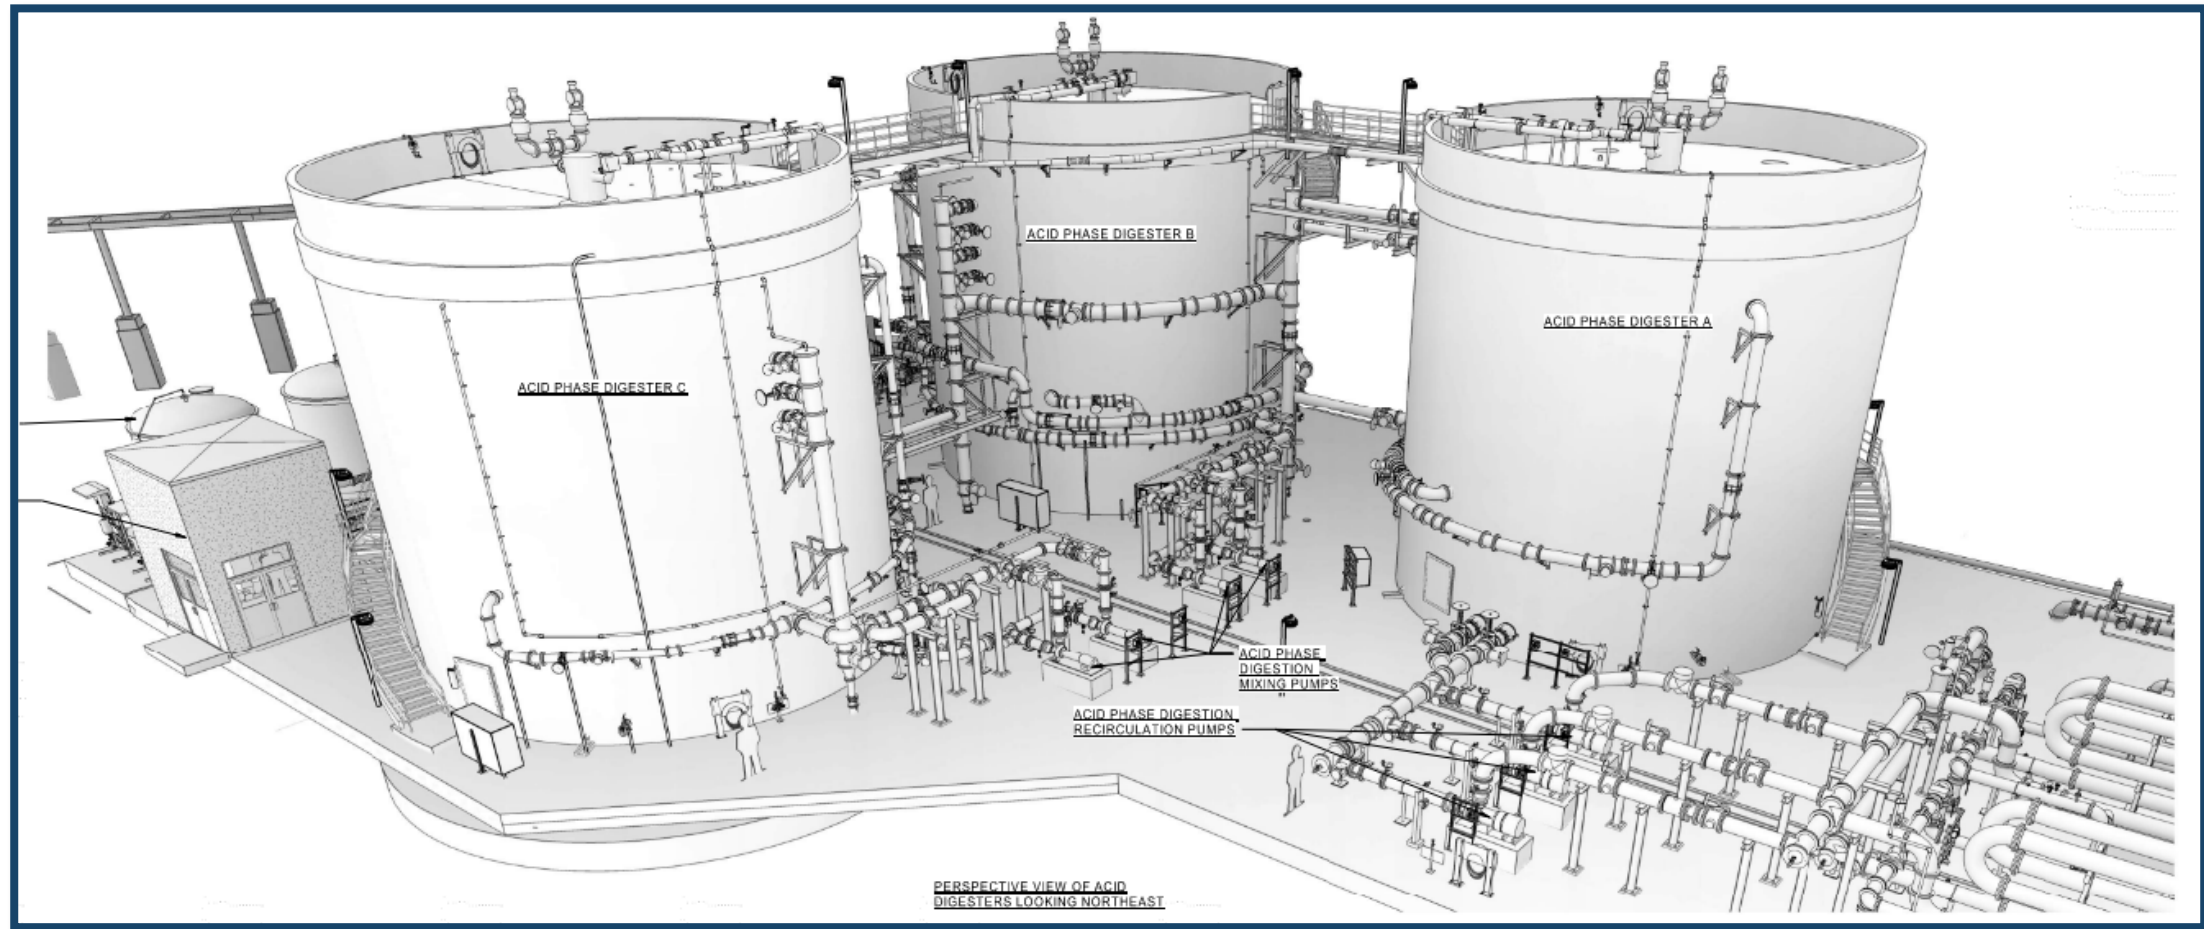 ACID PHASE DIGESTER B
ACID PHASE DIGESTER A
ACID PHASE DIGESTER C
ACID PHASE
DIGESTION
MIXING PUMPS
ACID PHASE DIGESTION
RECIRCULATION PUMPS
PERSPECTIVE VIEW OF ACID
DIGESTERS LOOKING NORTHEAST